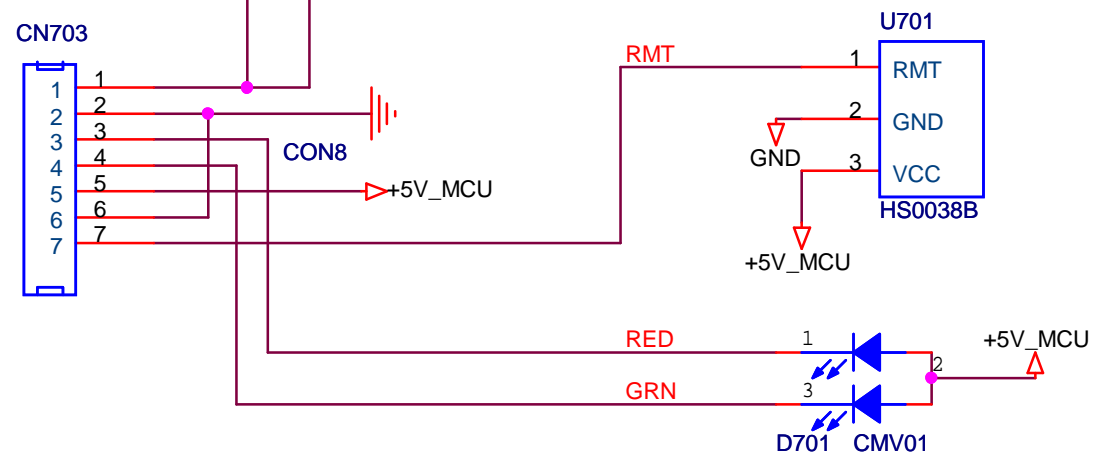 U701
CN703
RMT
1
RMT
1
1
2
2
2
GND
3
3
CON8
GND
4
4
3
VCC
5
5
+5V_MCU
HS0038B
6
6
7
7
+5V_MCU
RED
1
+5V_MCU
2
GRN
3
D701
CMV01